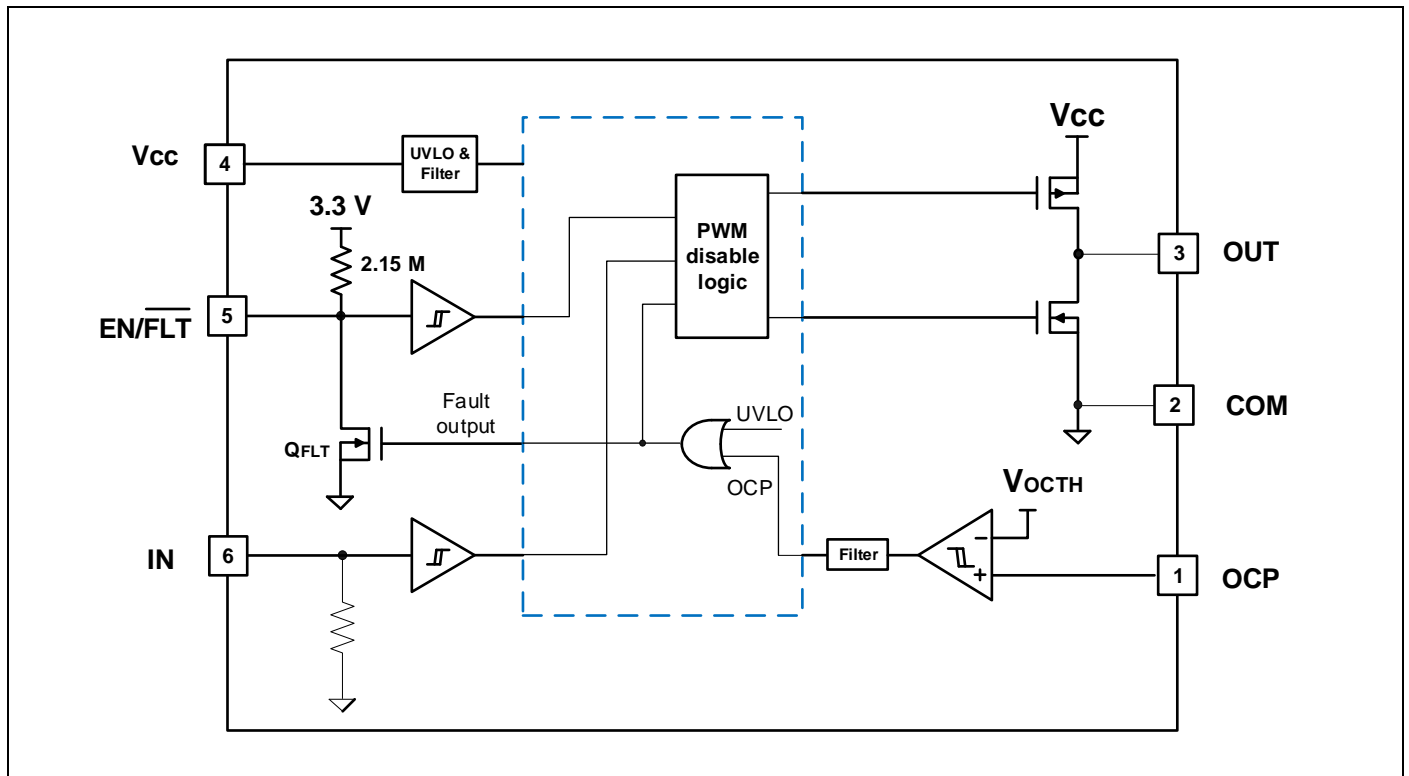 Vcc
4
UVLO &
Filter
3.3 V
2.15 M
EN/FLT
5
PWM
disable
logic
Vcc
3
OUT
2
COM
Fault
output
QFLT
UVLO
OCP
VOCTH
IN
6
Filter
-
+
1
OCP